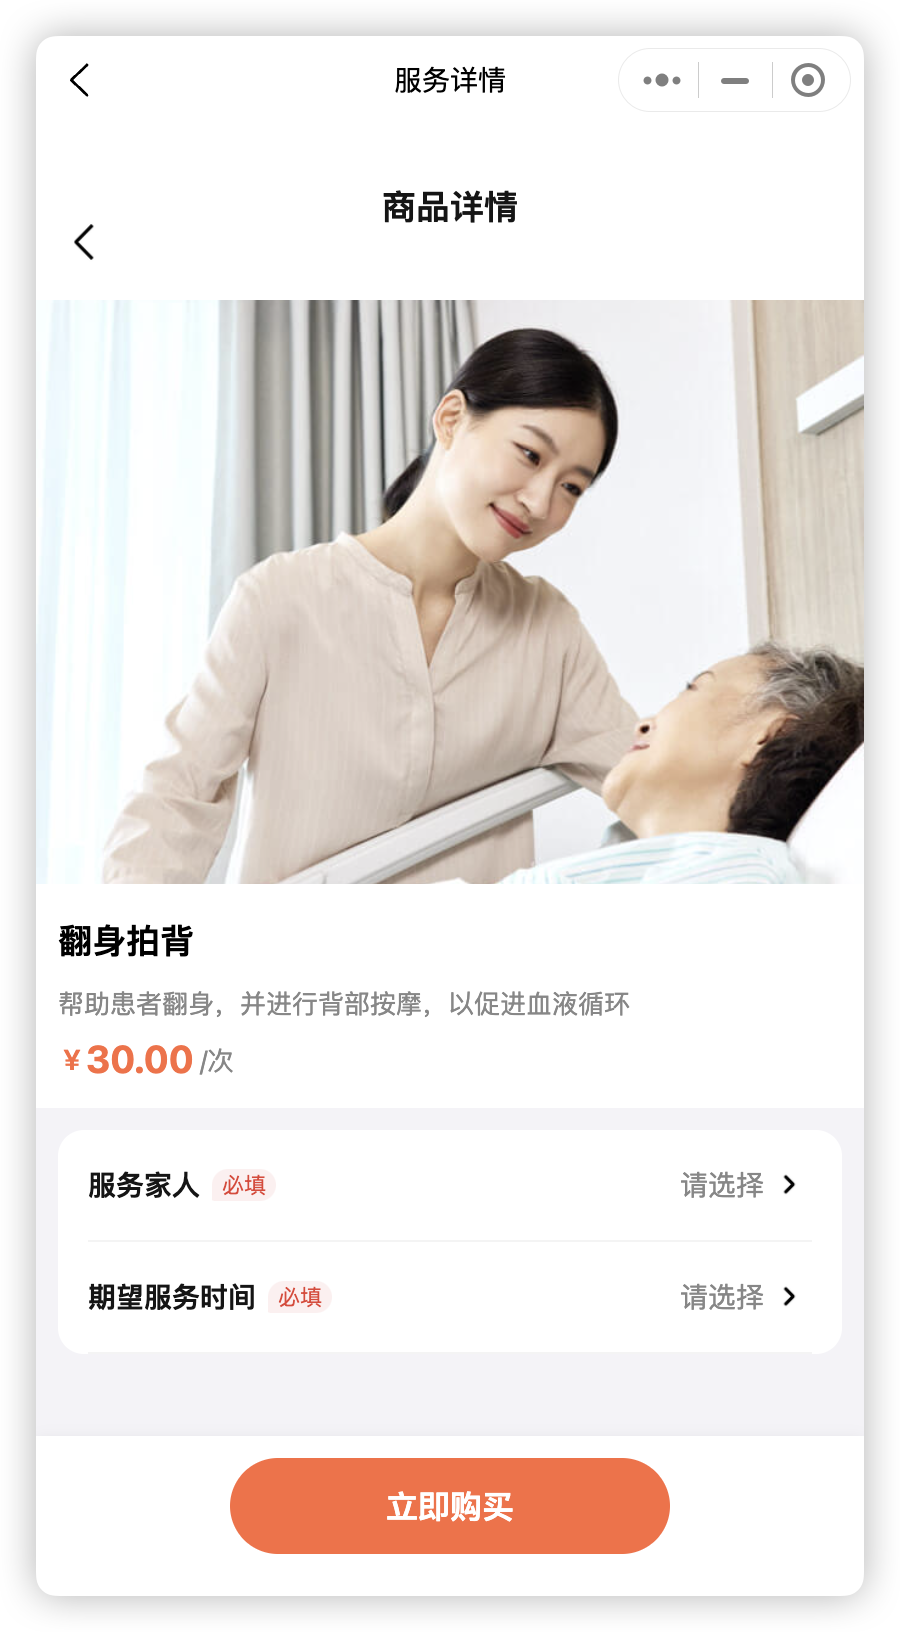 服务详情
商品详情
翻身拍背
帮助患者翻身，并进行背部按摩，以促进血液循环
¥30.00 /次
服务家人 必填 请选择
期望服务时间 必填 请选择
立即购买